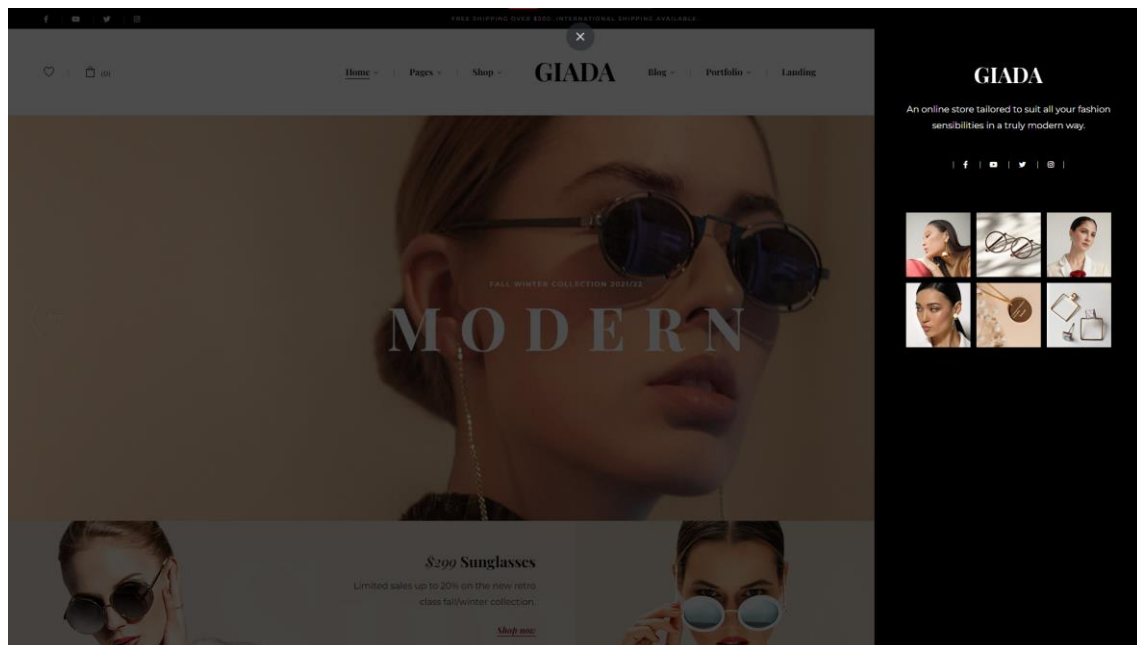 FREE SHIPPING OVER $200. INTERNATIONAL SHIPPING AVAILABLE.
(0)
Home
Pages
Shop
GIADA
Blog
Portfolio
Landing
FALL WINTER COLLECTION 2021/22
MODERN
$299 Sunglasses
Limited sales up to 20% on the new retro
class fall/winter collection.
Shop now
GIADA
An online store tailored to suit all your fashion
sensibilities in a truly modern way.